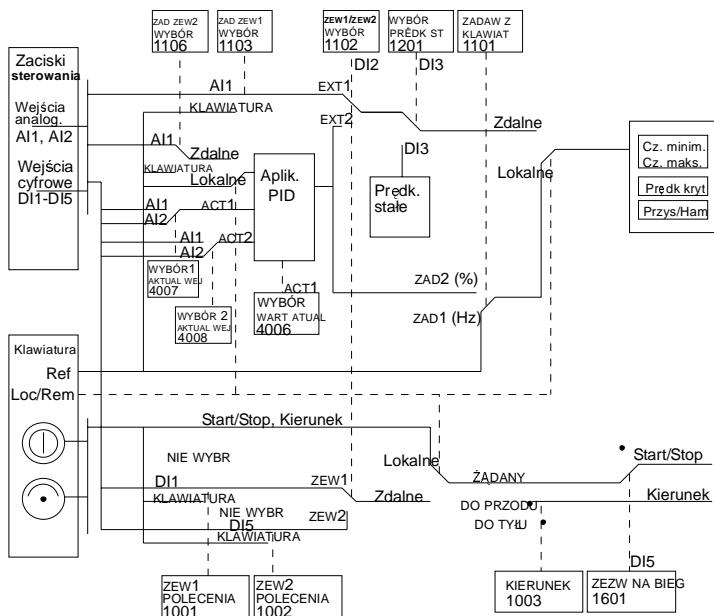 ZAD ZEW2
WYBÓR
1106
ZAD ZEW1
WYBÓR
1103
ZEW1/ZEW2
WYBÓR
1102
WYBÓR
PRĘDK ST
1201
ZADAW Z
KLAWIAT
1101
Zaciski
sterowania
Wejścia
analog.
AI1, AI2
Wejścia
cyfrowe
DI1-DI5
DI2
DI3
AI1
EXT1
KLAWIATURA
EXT2
Zdalne
AI1
Zdalne
KLAWIATURA
Lokalne
AI1
AI2
ACT1
AI1
AI2
ACT2
Aplik.
PID
DI3
Prędk.
stałe
Lokalne
Cz. minim.
Cz. maks.
Prędk kryt
Przys/Ham
WYBÓR1
AKTUAL WEJ
4007
WYBÓR 2
AKTUAL WEJ
4008
ACT1
WYBÓR
WART ATUAL
4006
ZAD2 (%)
ZAD1 (Hz)
Klawiatura
Ref
Loc/Rem
Start/Stop, Kierunek
NIE WYBR
DI1
ZEW1
KLAWIATURA
NIE WYBR
DI5
ZEW2
KLAWIATURA
Lokalne
Zdalne
ŻĄDANY
Start/Stop
Kierunek
DO PRZODU
DO TYŁU
DI5
ZEW1
POLECENIA
1001
ZEW2
POLECENIA
1002
KIERUNEK
1003
ZEZW NA BIEG
1601